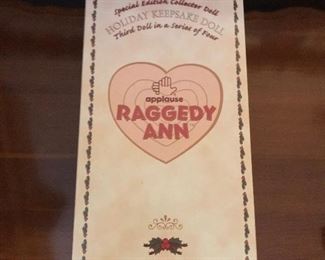 Special Edition Collector Doll
HOLIDAY KEEPSAKE DOLL
Third Doll in a Series of Four
applause
RAGGEDY
ANN